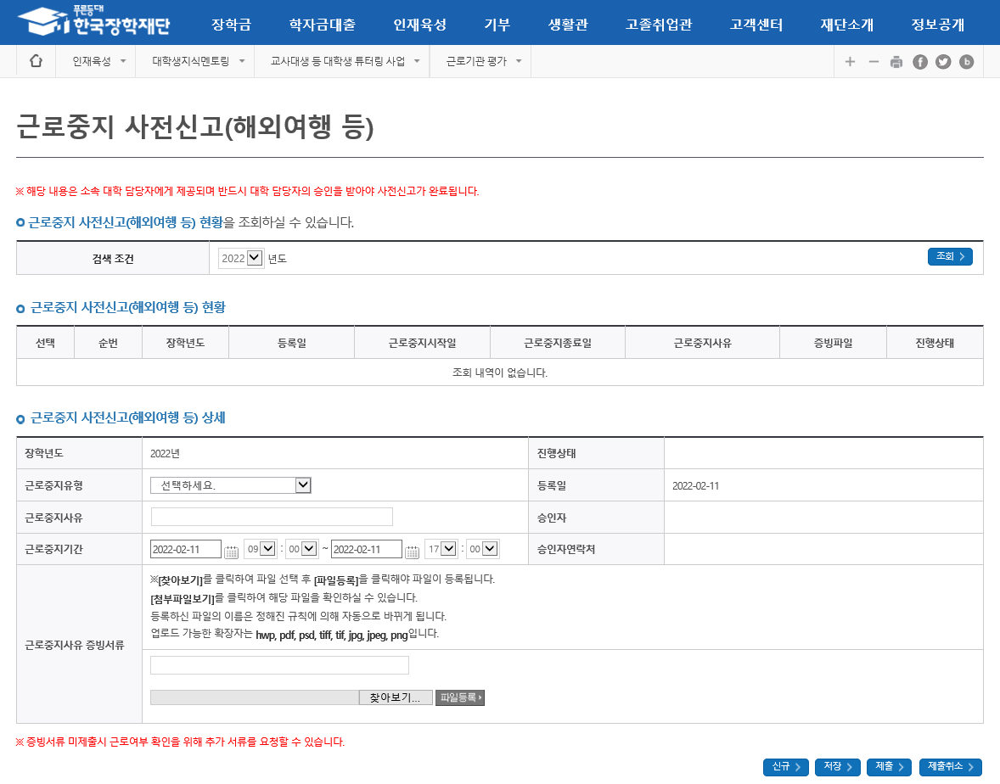 푸른등대
한국장학재단
장학금 학자금대출 인재육성 기부 생활관 고졸취업관 고객센터 재단소개 정보공개
인재육성 대학생지식멘토링 교사대생 등 대학생 튜터링 사업 근로기관 평가
근로중지 사전신고(해외여행 등)
※ 해당 내용은 소속 대학 담당자에게 제공되며 반드시 대학 담당자의 승인을 받아야 사전신고가 완료됩니다.
근로중지 사전신고(해외여행 등) 현황을 조회하실 수 있습니다.
검색 조건 2022 년도 조회
근로중지 사전신고(해외여행 등) 현황
선택 순번 장학년도 등록일 근로중지시작일 근로중지종료일 근로중지사유 증빙파일 진행상태
조회 내역이 없습니다.
근로중지 사전신고(해외여행 등) 상세
장학년도 2022년 진행상태
근로중지유형 선택하세요. 등록일 2022-02-11
근로중지사유 승인자
근로중지기간 2022-02-11 09 : 00 ~ 2022-02-11 17 : 00 승인자연락처
※[찾아보기]를 클릭하여 파일 선택 후 [파일등록]을 클릭해야 파일이 등록됩니다.
[첨부파일보기]를 클릭하여 해당 파일을 확인하실 수 있습니다.
등록하신 파일의 이름은 정해진 규칙에 의해 자동으로 바뀌게 됩니다.
업로드 가능한 확장자는 hwp, pdf, psd, tiff, tif, jpg, jpeg, png입니다.
근로중지사유 증빙서류
찾아보기... 파일등록
※ 증빙서류 미제출시 근로여부 확인을 위해 추가 서류를 요청할 수 있습니다.
신규 저장 제출 제출취소